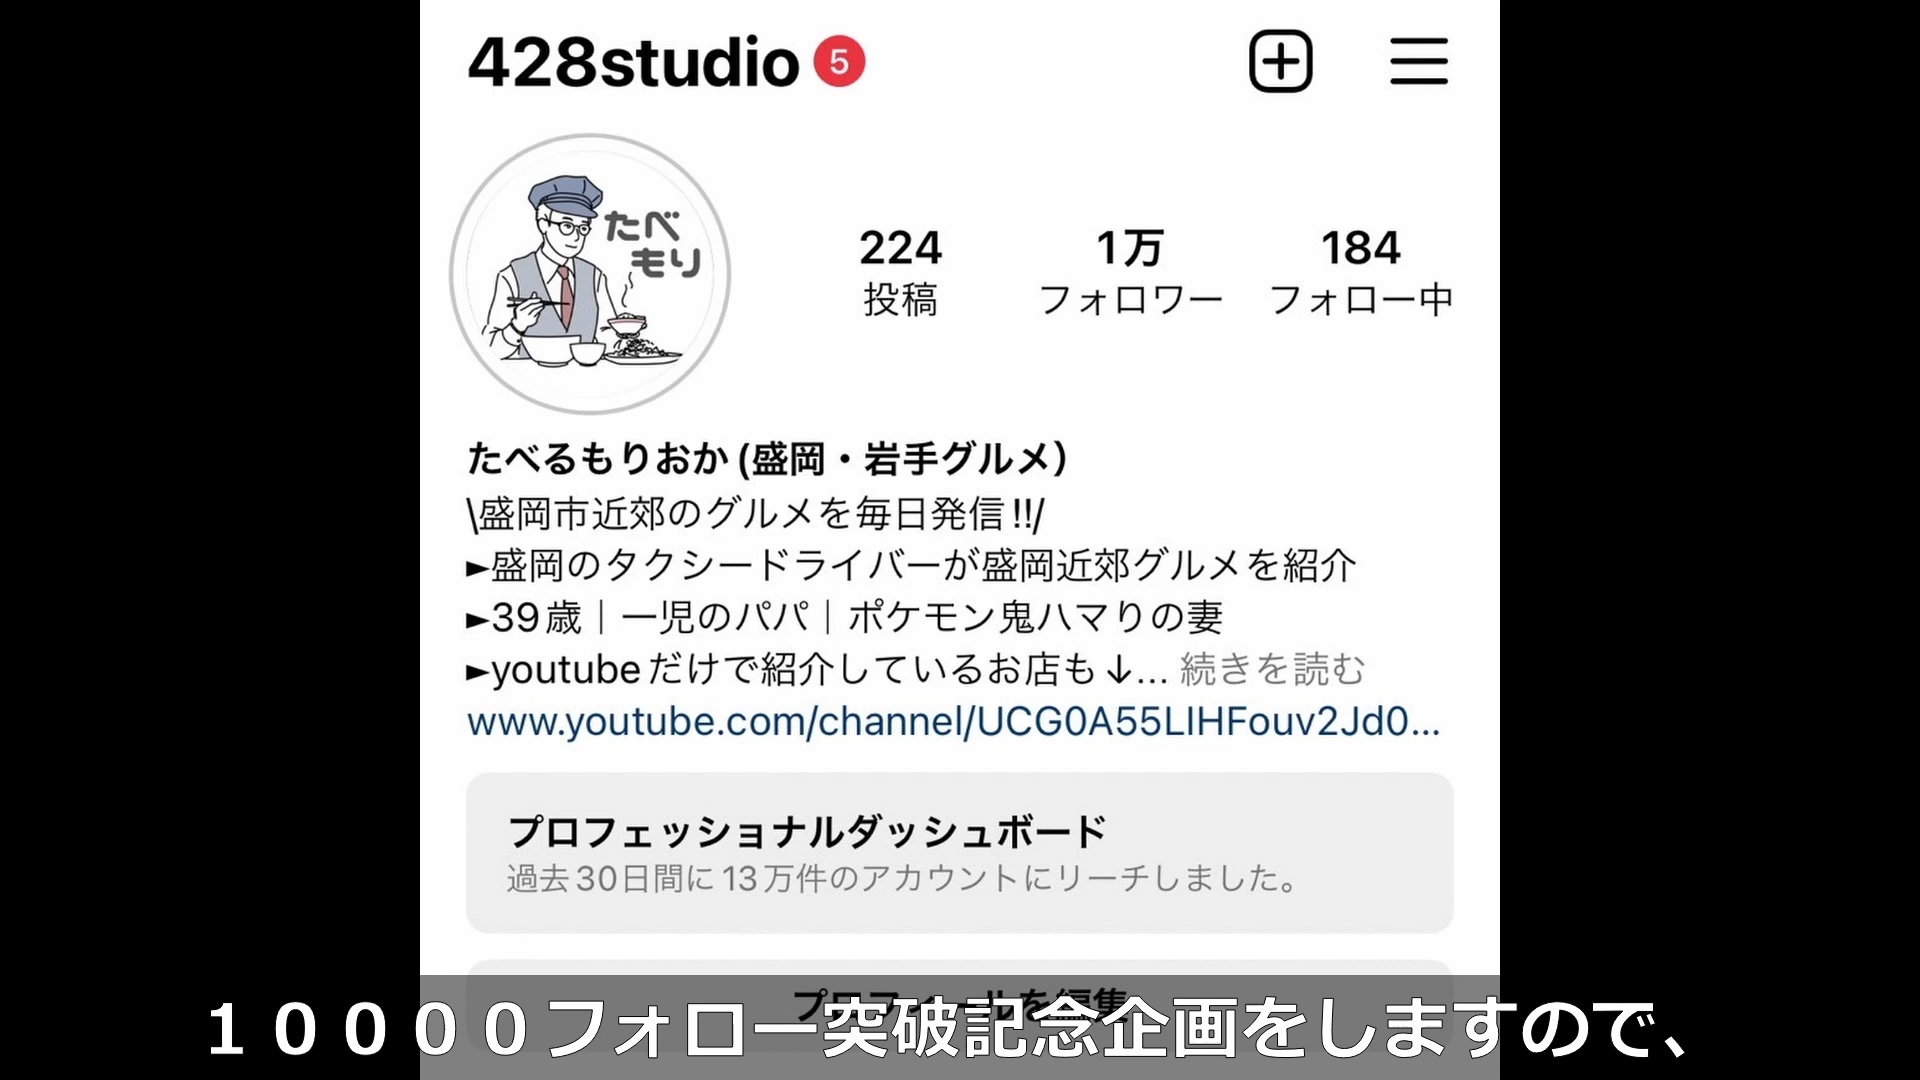 428studio 5
たべ
もり
224 1万 184
投稿 フォロワー フォロー中
たべるもりおか (盛岡・岩手グルメ)
\盛岡市近郊のグルメを毎日発信!!/
►盛岡のタクシードライバーが盛岡近郊グルメを紹介
►39歳｜一児のパパ｜ポケモン鬼ハマりの妻
►youtubeだけで紹介しているお店も↓... 続きを読む
www.youtube.com/channel/UCG0A55LIHFouv2Jd0...
プロフェッショナルダッシュボード
過去30日間に13万件のアカウントにリーチしました。
プロフィールを編集
１００００フォロー突破記念企画をしますので、